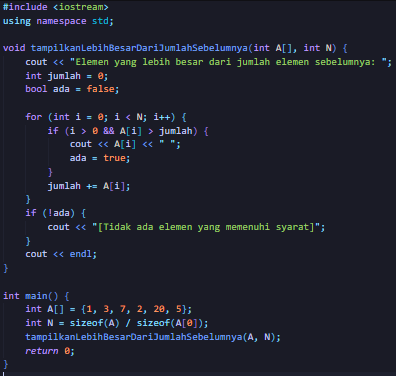 #include <iostream>
using namespace std;

void tampilkanLebihBesarDariJumlahSebelumnya(int A[], int N) {
    cout << "Elemen yang lebih besar dari jumlah elemen sebelumnya: ";
    int jumlah = 0;
    bool ada = false;

    for (int i = 0; i < N; i++) {
        if (i > 0 && A[i] > jumlah) {
            cout << A[i] << " ";
            ada = true;
        }
        jumlah += A[i];
    }
    if (!ada) {
        cout << "[Tidak ada elemen yang memenuhi syarat]";
    }
    cout << endl;
}

int main() {
    int A[] = {1, 3, 7, 2, 20, 5};
    int N = sizeof(A) / sizeof(A[0]);
    tampilkanLebihBesarDariJumlahSebelumnya(A, N);
    return 0;
}